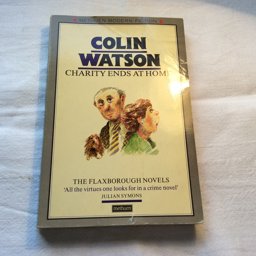 METHUEN MODERN FICTION
COLIN
WATSON
CHARITY ENDS AT HOME
THE FLAXBOROUGH NOVELS
'All the virtues one looks for in a crime novel'
JULIAN SYMONS
methuen